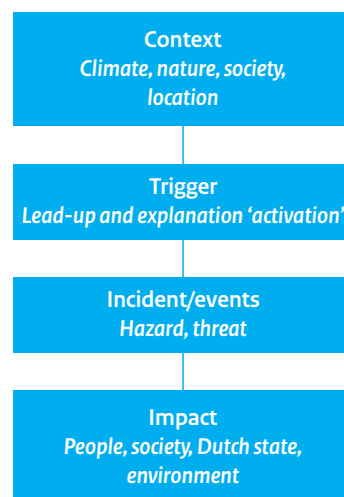 Context
Climate, nature, society,
location
Trigger
Lead-up and explanation ‘activation’
Incident/events
Hazard, threat
Impact
People, society, Dutch state,
environment